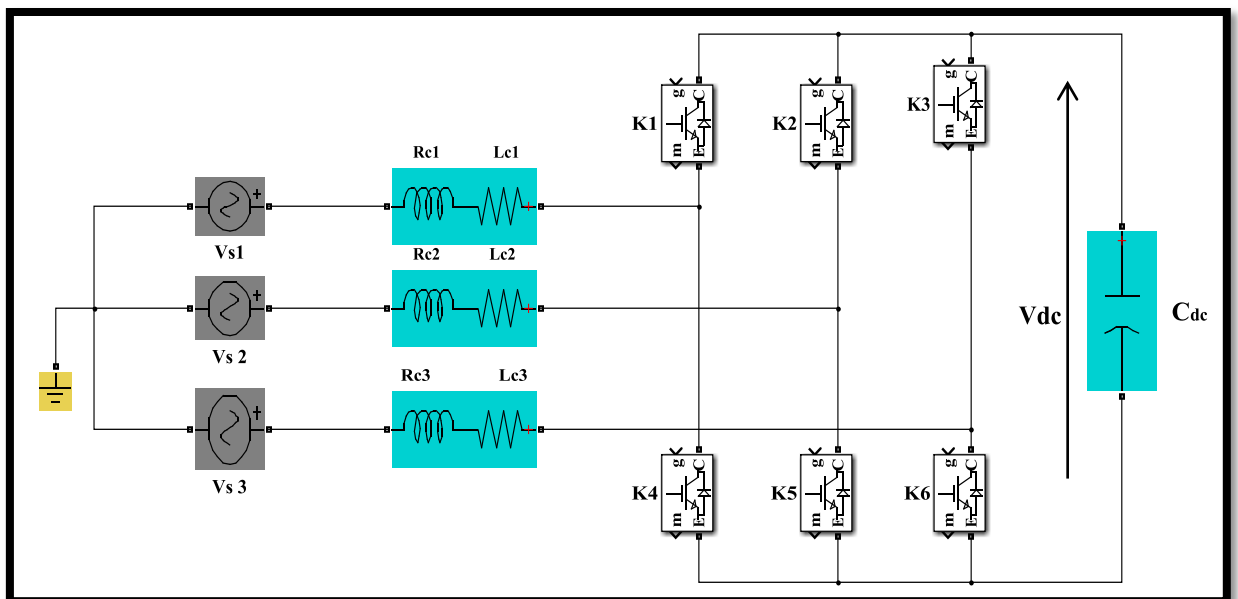 g C
K1
m E
g C
K2
m E
g C
K3
m E
Rc1 Lc1
+
+
Vs1
Rc2 Lc2
+
+
Vs 2
Rc3 Lc3
+
+
Vs 3
Vdc
+
Cdc
g C
K4
m E
g C
K5
m E
g C
K6
m E